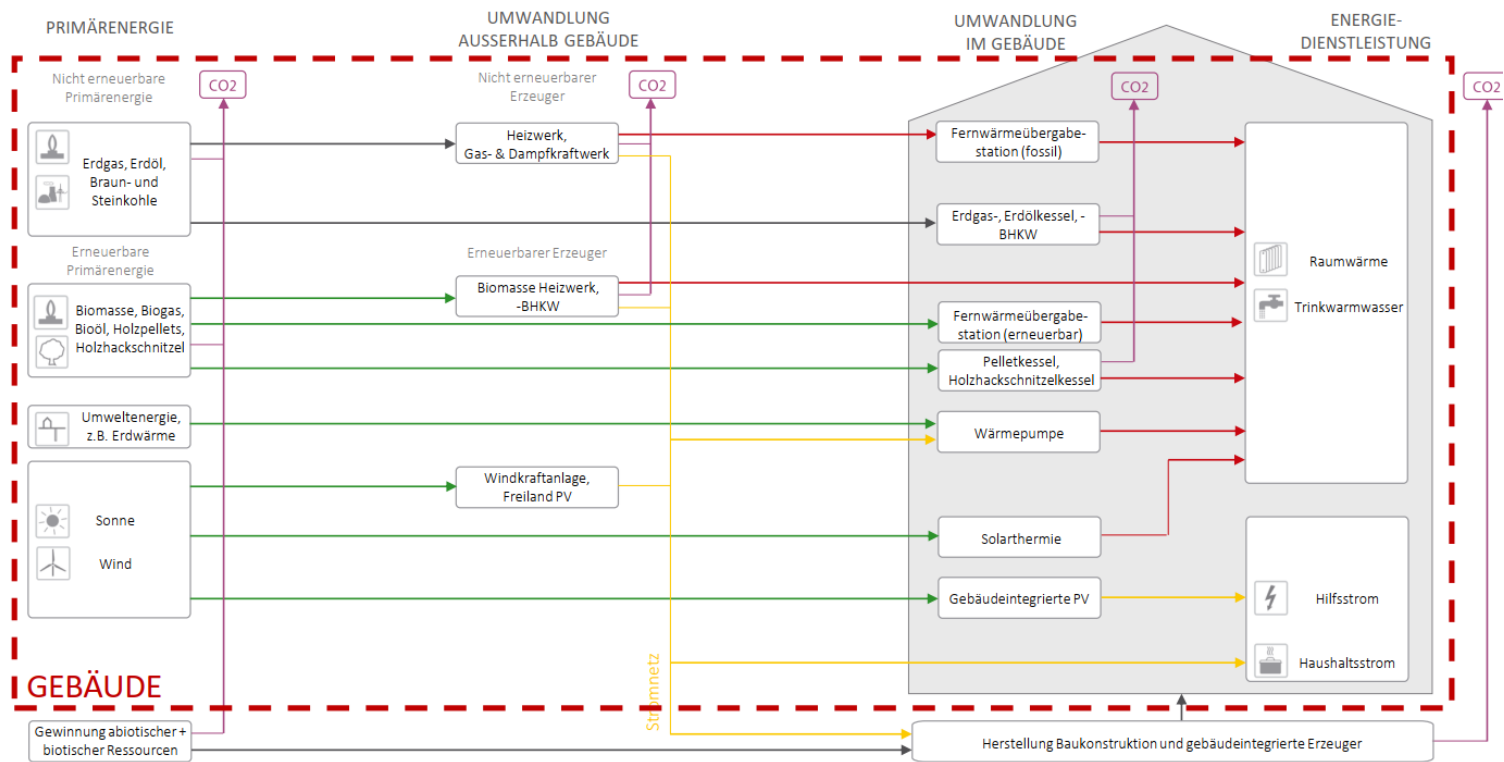 PRIMÄRENERGIE
UMWANDLUNG
AUSSERHALB GEBÄUDE
UMWANDLUNG
IM GEBÄUDE
ENERGIE-
DIENSTLEISTUNG
Nicht erneuerbare
Primärenergie
CO2
Nicht erneuerbarer
Erzeuger
CO2
CO2
CO2
Erdgas, Erdöl,
Braun- und
Steinkohle
Heizwerk,
Gas- & Dampfkraftwerk
Fernwärmeübergabe-
station (fossil)
Erdgas-, Erdölkessel, -
BHKW
Erneuerbare
Primärenergie
Erneuerbarer Erzeuger
Biomasse, Biogas,
Bioöl, Holzpellets,
Holzhackschnitzel
Biomasse Heizwerk,
-BHKW
Fernwärmeübergabe-
station (erneuerbar)
Pelletkessel,
Holzhackschnitzelkessel
Raumwärme
Trinkwarmwasser
Umweltenergie,
z.B. Erdwärme
Wärmepumpe
Sonne
Wind
Windkraftanlage,
Freiland PV
Solarthermie
Gebäudeintegrierte PV
Hilfsstrom
Haushaltsstrom
Stromnetz
GEBÄUDE
Gewinnung abiotischer +
biotischer Ressourcen
Herstellung Baukonstruktion und gebäudeintegrierte Erzeuger